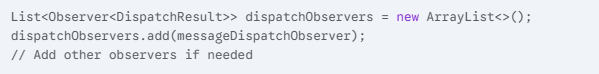 List<Observer<DispatchResult>> dispatchObservers = new ArrayList<>();
dispatchObservers.add(messageDispatchObserver);
// Add other observers if needed